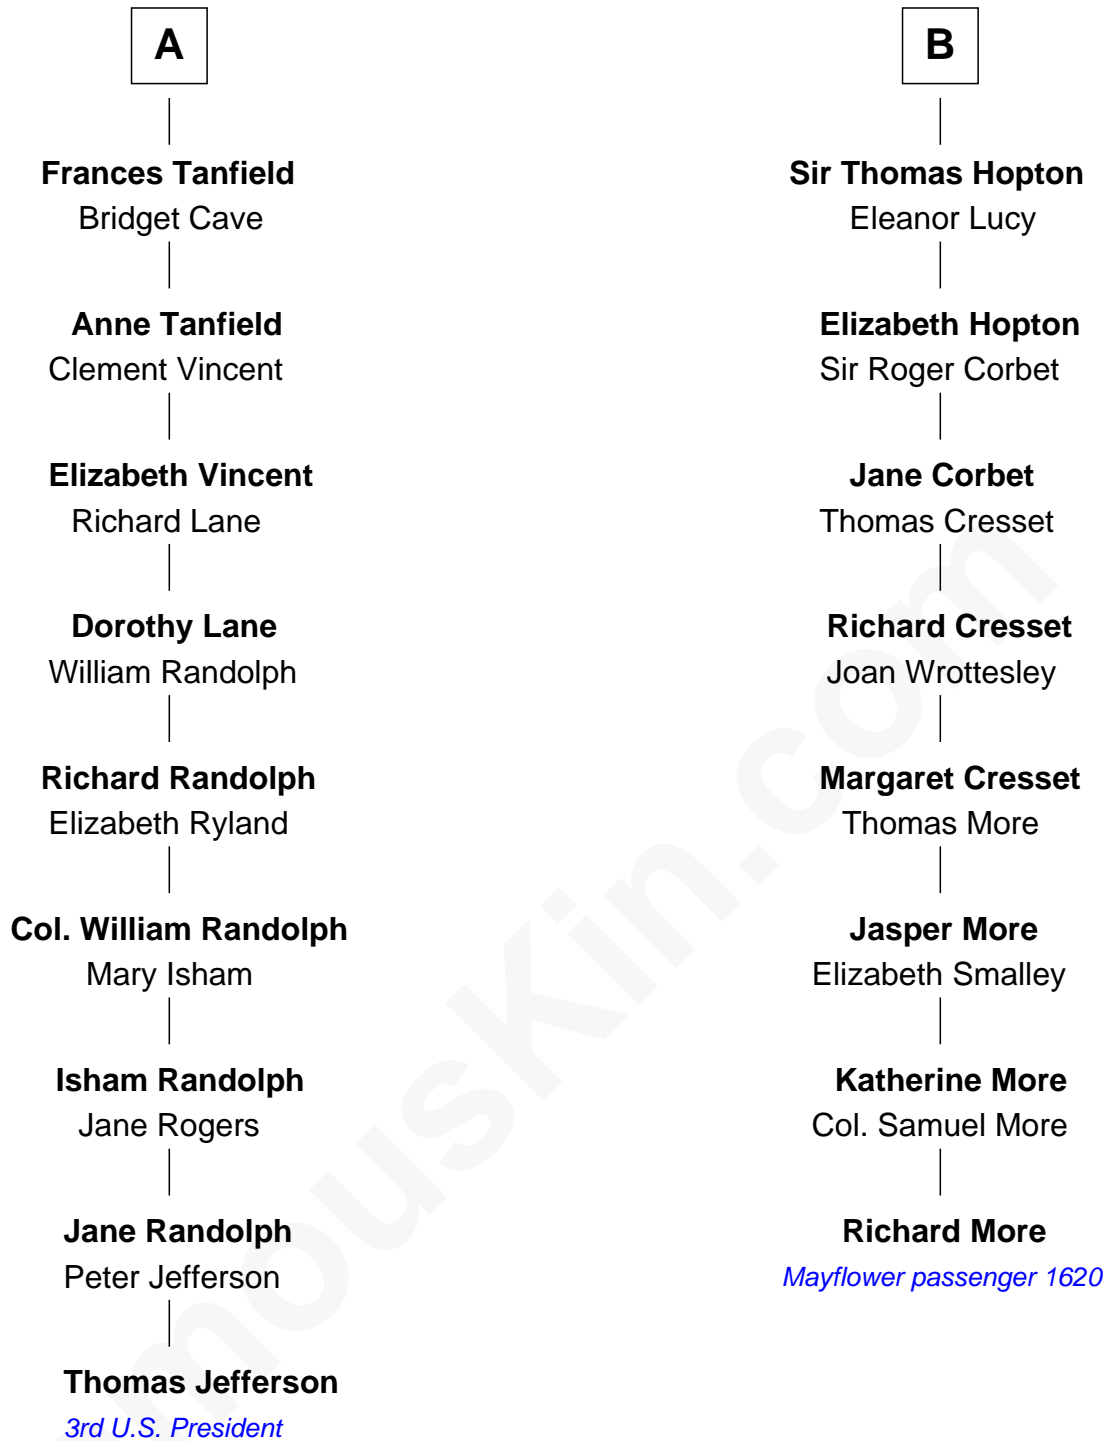 A
Frances Tanfield
Bridget Cave
Anne Tanfield
Clement Vincent
Elizabeth Vincent
Richard Lane
Dorothy Lane
William Randolph
Richard Randolph
Elizabeth Ryland
Col. William Randolph
Mary Isham
Isham Randolph
Jane Rogers
Jane Randolph
Peter Jefferson
Thomas Jefferson
3rd U.S. President
B
Sir Thomas Hopton
Eleanor Lucy
Elizabeth Hopton
Sir Roger Corbet
Jane Corbet
Thomas Cresset
Richard Cresset
Joan Wrottesley
Margaret Cresset
Thomas More
Jasper More
Elizabeth Smalley
Katherine More
Col. Samuel More
Richard More
Mayflower passenger 1620
mousKin.com